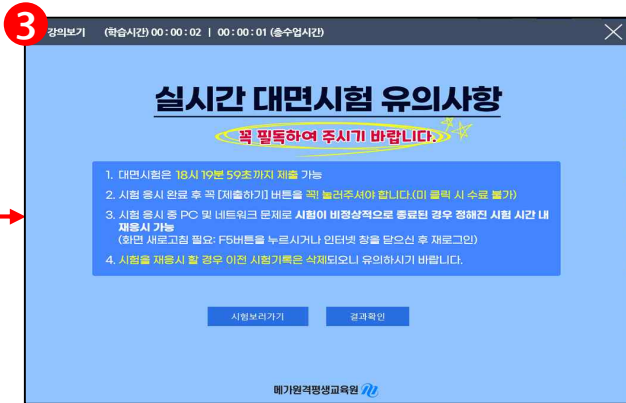 3
강의보기 (학습시간) 00 : 00 : 02 | 00 : 00 : 01 (총수업시간)
실시간 대면시험 유의사항
꼭 필독하여 주시기 바랍니다.
1. 대면시험은 18시 19분 59초까지 제출 가능
2. 시험 응시 완료 후 꼭 [제출하기] 버튼을 꼭! 눌러주셔야 합니다.(미 클릭 시 수료 불가)
3. 시험 응시 중 PC 및 네트워크 문제로 시험이 비정상적으로 종료된 경우 정해진 시험 시간 내
재응시 가능
(화면 새로고침 필요: F5버튼을 누르시거나 인터넷 창을 닫으신 후 재로그인)
4. 시험을 재응시 할 경우 이전 시험기록은 삭제되오니 유의하시기 바랍니다.
시험보러가기 결과확인
메가원격평생교육원